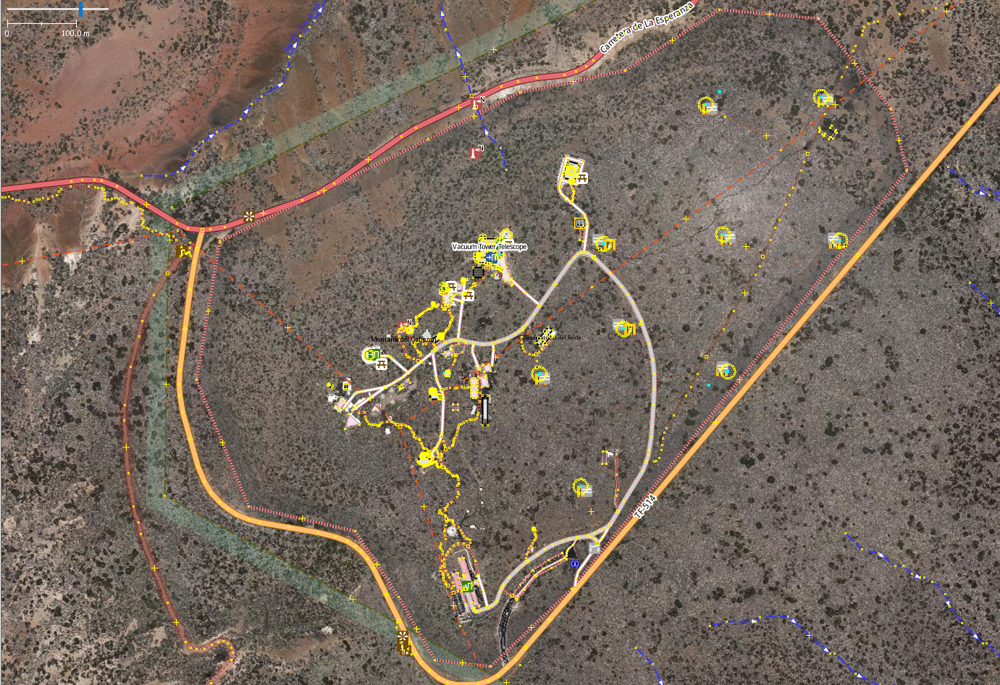 0
100.0 m
Carretera de La Esperanza
N
N
Vacuum Tower Telescope
N
Montaña del Cabezón
TF-514